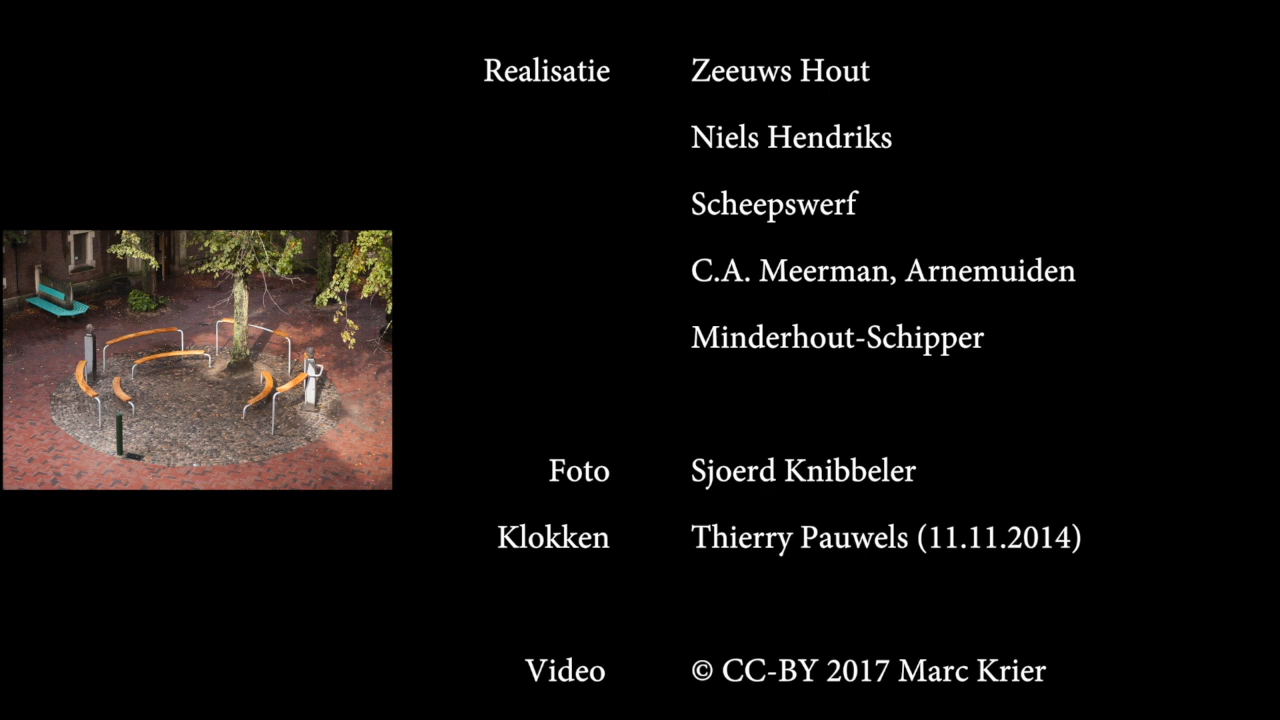 Realisatie Zeeuws Hout
Niels Hendriks
Scheepswerf
C.A. Meerman, Arnemuiden
Minderhout-Schipper
Foto Sjoerd Knibbeler
Klokken Thierry Pauwels (11.11.2014)
Video © CC-BY 2017 Marc Krier